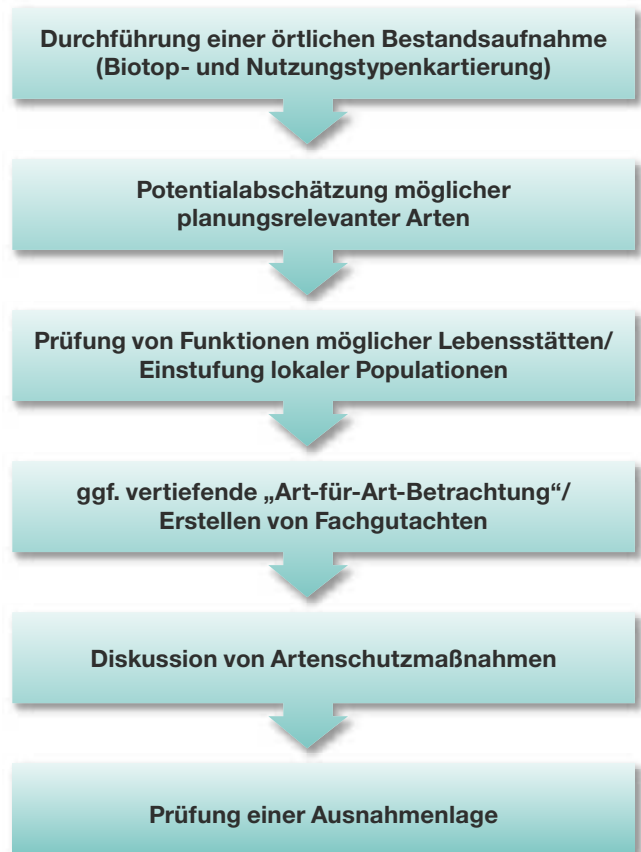 Durchführung einer örtlichen Bestandsaufnahme
(Biotop- und Nutzungstypenkartierung)
Potentialabschätzung möglicher
planungsrelevanter Arten
Prüfung von Funktionen möglicher Lebensstätten/
Einstufung lokaler Populationen
ggf. vertiefende „Art-für-Art-Betrachtung“/
Erstellen von Fachgutachten
Diskussion von Artenschutzmaßnahmen
Prüfung einer Ausnahmenlage